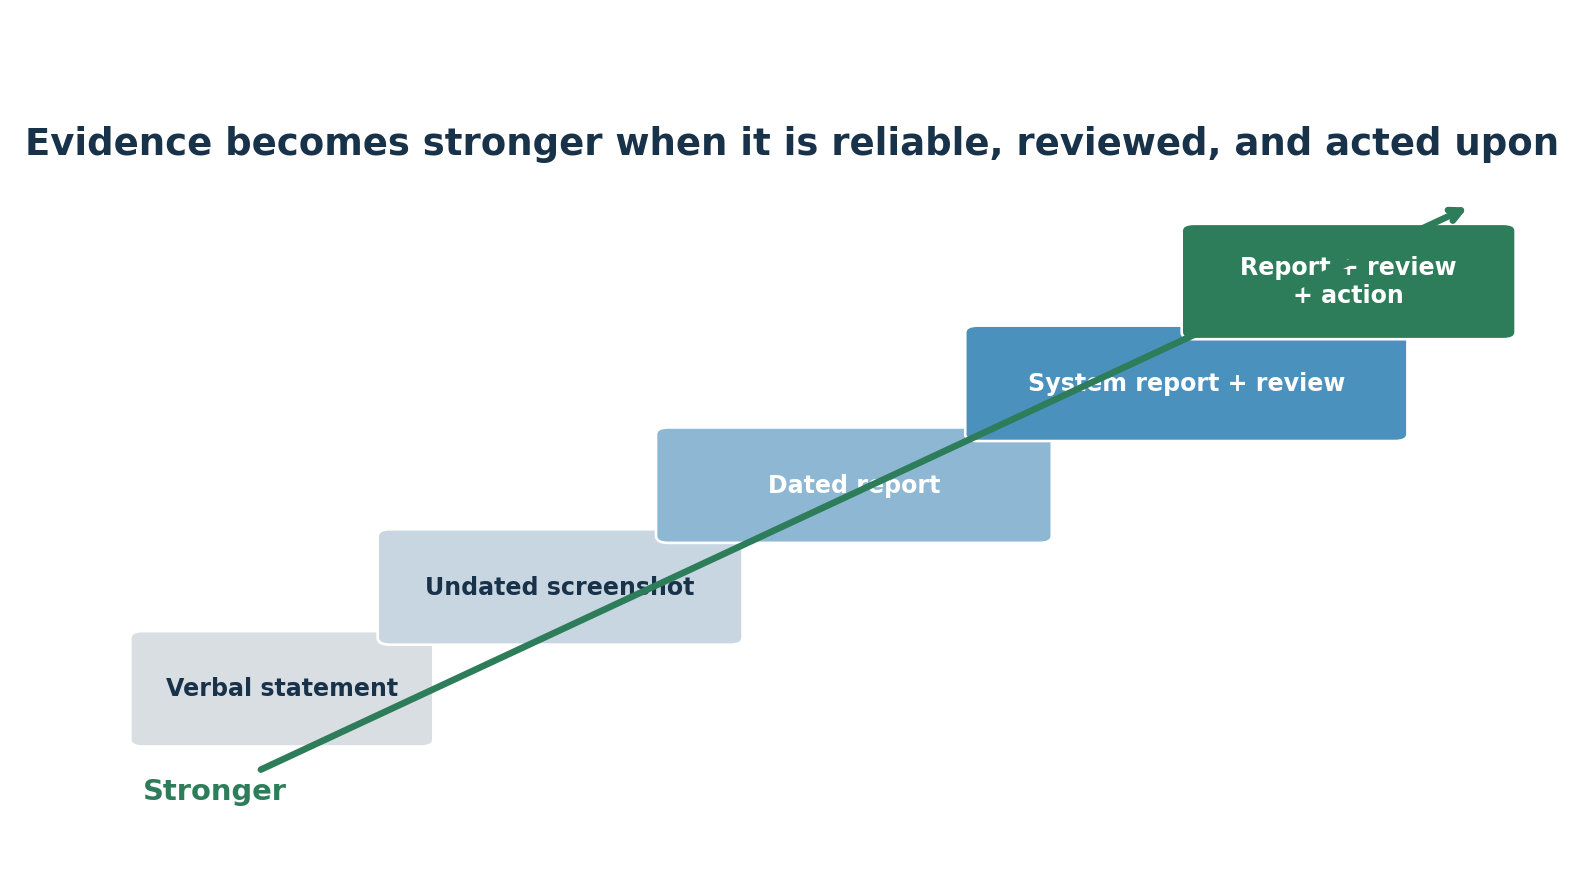 Evidence becomes stronger when it is reliable, reviewed, and acted upon
Report + review
+ action
System report + review
Dated report
Undated screenshot
Verbal statement
Stronger